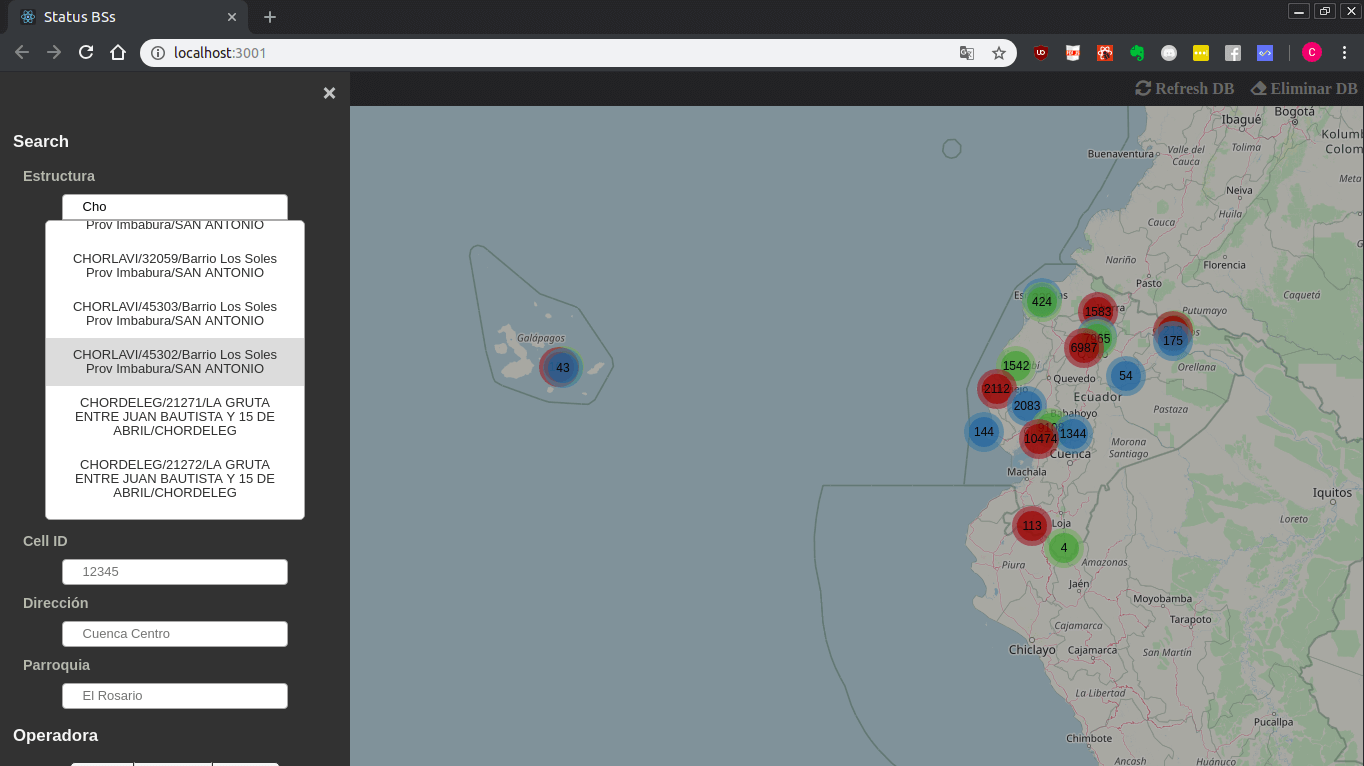 Status BSs
localhost:3001
Refresh DB
Eliminar DB
Search
Estructura
Cho
Prov Imbabura/SAN ANTONIO
CHORLAVI/32059/Barrio Los Soles
Prov Imbabura/SAN ANTONIO
CHORLAVI/45303/Barrio Los Soles
Prov Imbabura/SAN ANTONIO
CHORLAVI/45302/Barrio Los Soles
Prov Imbabura/SAN ANTONIO
CHORDELEG/21271/LA GRUTA
ENTRE JUAN BAUTISTA Y 15 DE
ABRIL/CHORDELEG
CHORDELEG/21272/LA GRUTA
ENTRE JUAN BAUTISTA Y 15 DE
ABRIL/CHORDELEG
Cell ID
12345
Dirección
Cuenca Centro
Parroquia
El Rosario
Operadora
Bogotá
Ibagué
Kolum
Colom
Buenaventura
Valle del
Cauca
Tolima
Meta
Neiva
Huila
Cauca
Nariño
Florencia
Pasto
Caquetá
Putumayo
424
1583
175
6987
1542
54
Orellana
2112
Quevedo
Ecuador
2083
Pastaza
Babahoyo
144
10474
1344
Morona
Santiago
Cuenca
Machala
Galápagos
43
113
Loja
4
Iquitos
Loreto
Piura
Amazonas
Jaén
Moyobamba
Tarapoto
Cajamarca
Chiclayo
Cajamarca
San Martín
La Libertad
Pucallpa
Chimbote
Ancash
Huánuco
C